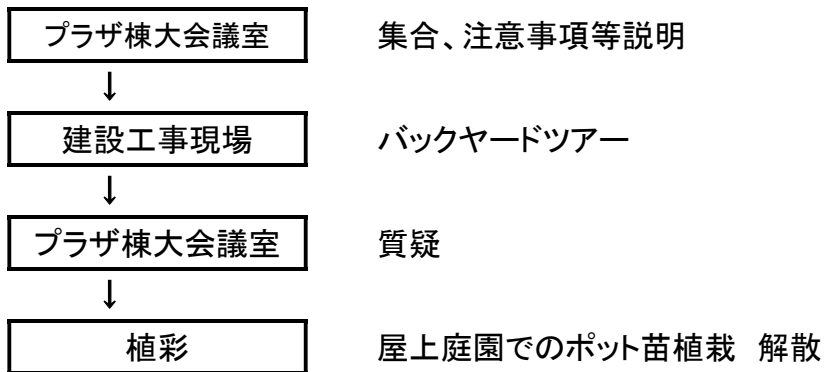 プラザ棟大会議室　集合、注意事項等説明
↓
建設工事現場　バックヤードツアー
↓
プラザ棟大会議室　質疑
↓
植彩　屋上庭園でのポット苗植栽　解散